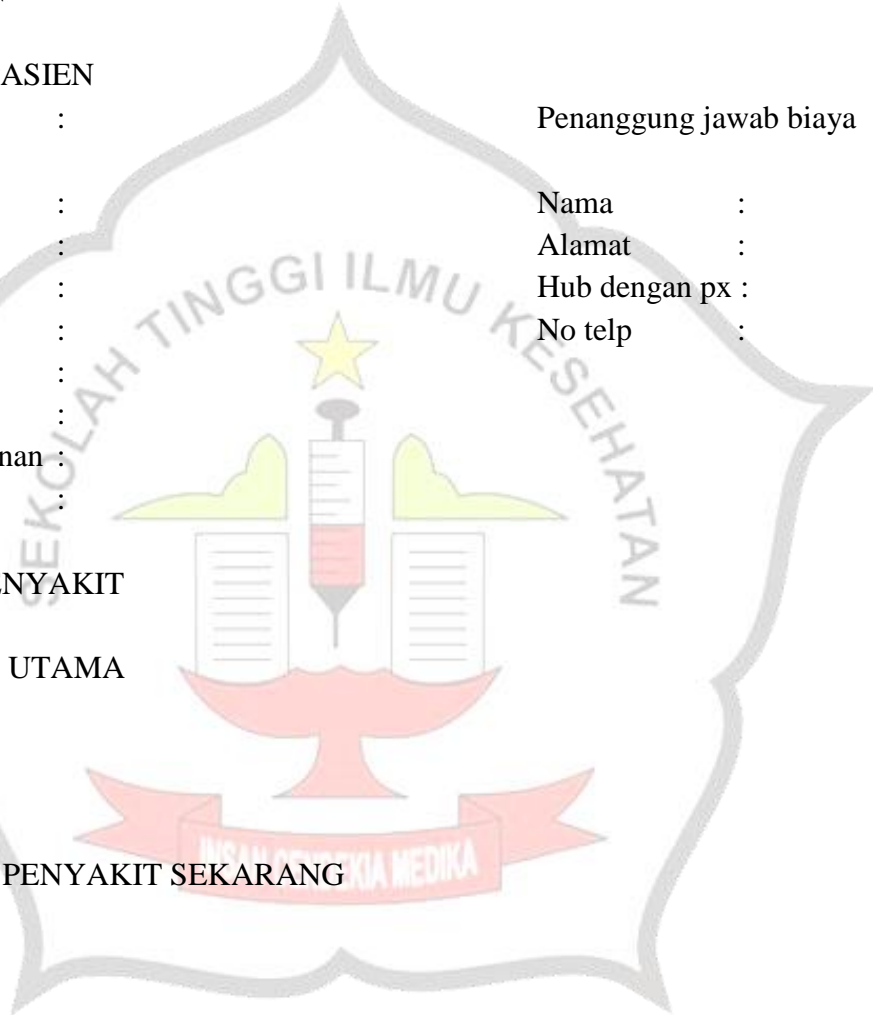 ASIEN
: Penanggung jawab biaya
: Nama :
: Alamat :
: Hub dengan px :
: No telp :
:
:
nan :
:
ENYAKIT
UTAMA
PENYAKIT SEKARANG
SEKOLAH TINGGI ILMU KESEHATAN
INSAN CENDEKIA MEDIKA